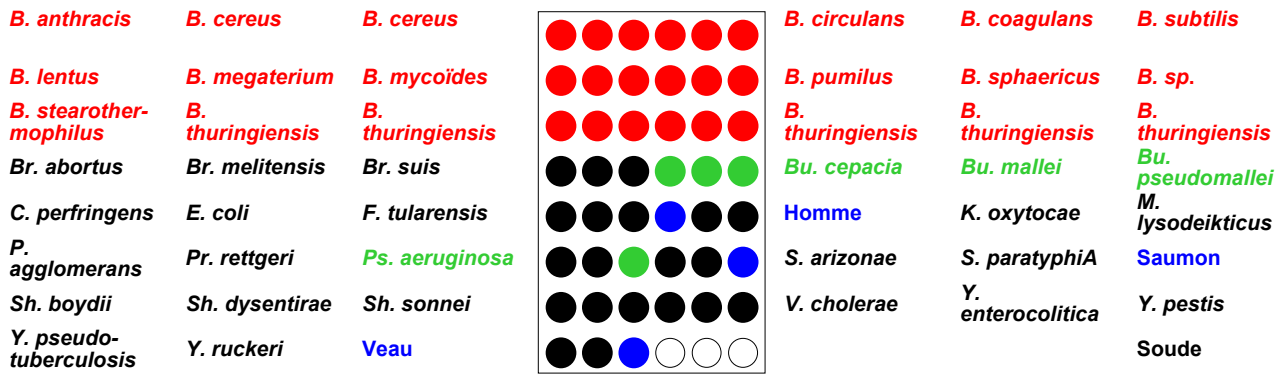 B. anthracis B. cereus B. cereus B. circulans B. coagulans B. subtilis
B. lentus B. megaterium B. mycoïdes B. pumilus B. sphaericus B. sp.
B. stearother- B. B. B. B. B.
mophilus thuringiensis thuringiensis thuringiensis thuringiensis thuringiensis
Br. abortus Br. melitensis Br. suis Bu. cepacia Bu. mallei Bu.
pseudomallei
C. perfringens E. coli F. tularensis Homme K. oxytocae M.
lysodeikticus
P.
agglomerans Pr. rettgeri Ps. aeruginosa S. arizonae S. paratyphiA Saumon
Sh. boydii Sh. dysentirae Sh. sonnei V. cholerae Y.
enterocolitica Y. pestis
Y. pseudo-
tuberculosis Y. ruckeri Veau Soude